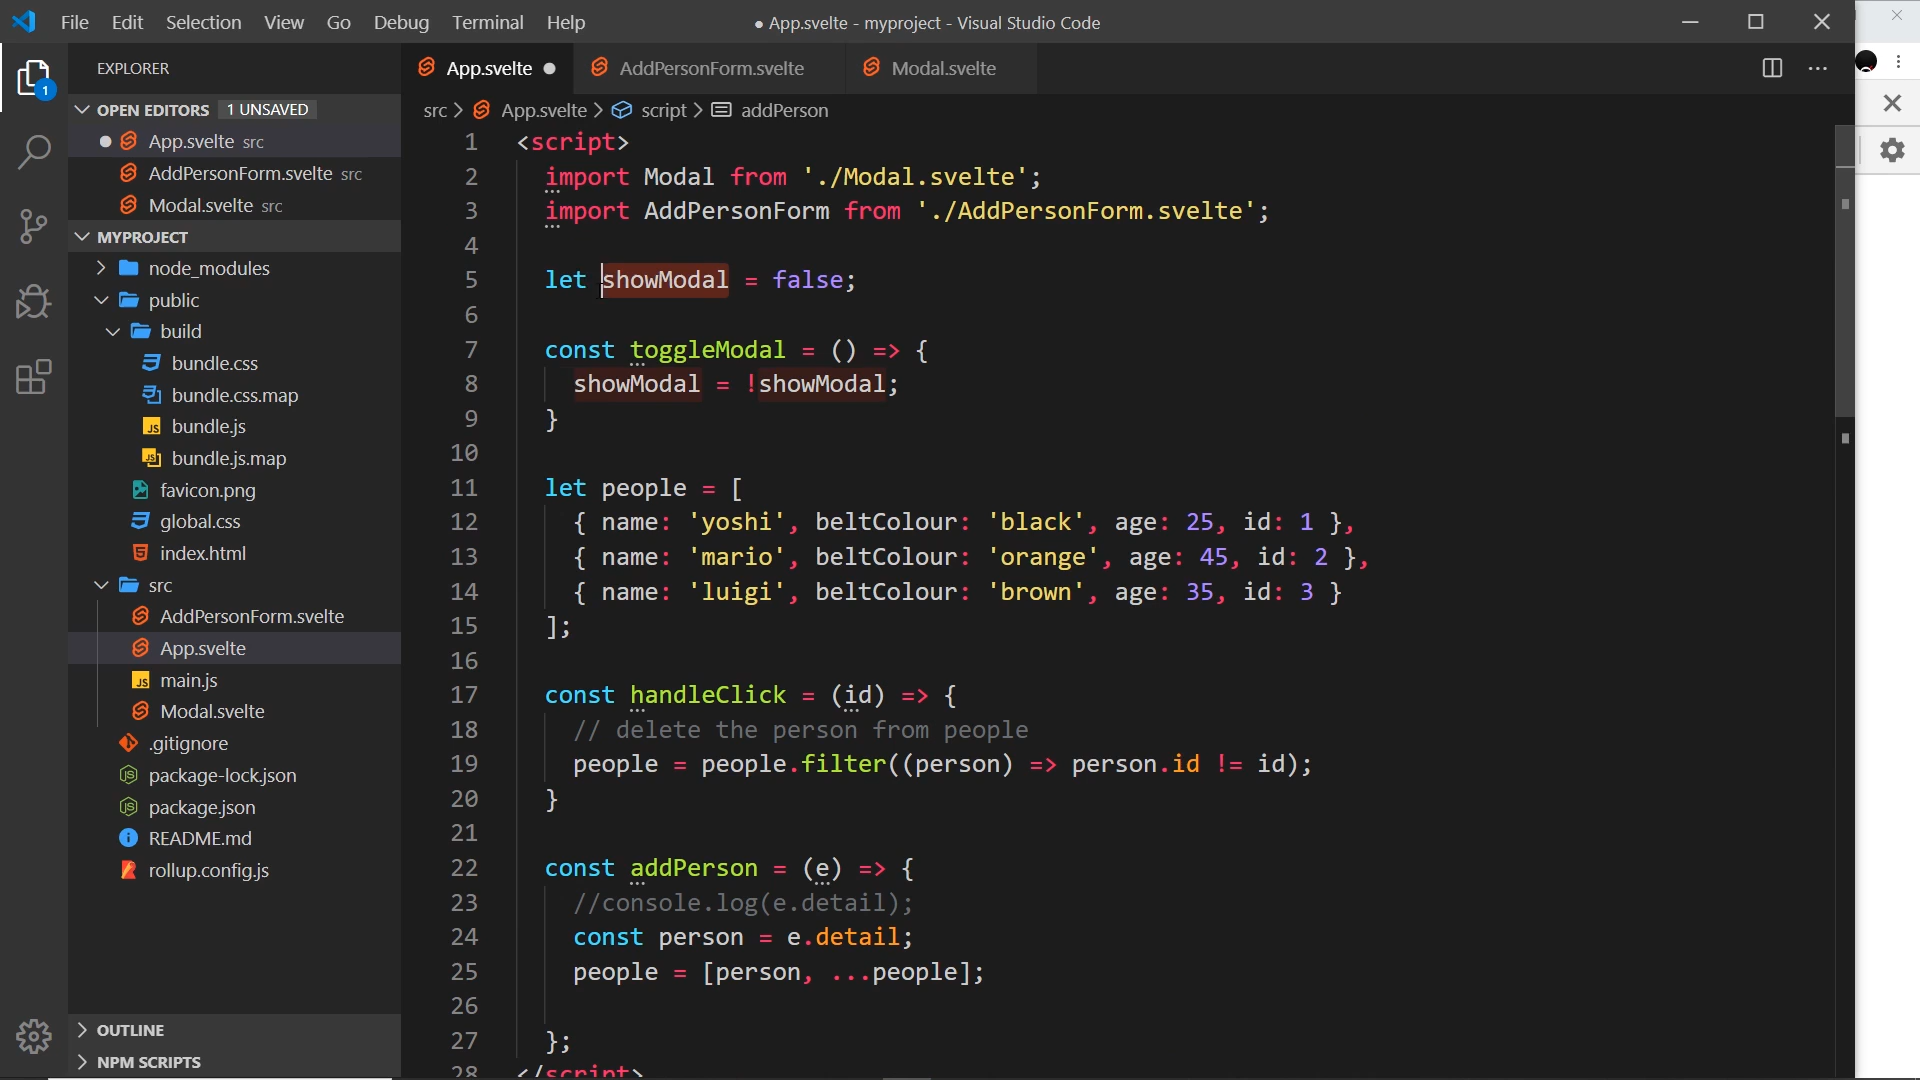 File Edit Selection View Go Debug Terminal Help
● App.svelte - myproject - Visual Studio Code
EXPLORER
OPEN EDITORS 1 UNSAVED
App.svelte src
AddPersonForm.svelte src
Modal.svelte src
MYPROJECT
node_modules
public
build
bundle.css
bundle.css.map
bundle.js
bundle.js.map
favicon.png
global.css
index.html
src
AddPersonForm.svelte
App.svelte
main.js
Modal.svelte
.gitignore
package-lock.json
package.json
README.md
rollup.config.js
OUTLINE
NPM SCRIPTS
1
App.svelte AddPersonForm.svelte Modal.svelte
src > App.svelte > script > addPerson
1 <script>
2 import Modal from './Modal.svelte';
3 import AddPersonForm from './AddPersonForm.svelte';
4
5 let showModal = false;
6
7 const toggleModal = () => {
8 showModal = !showModal;
9 }
10
11 let people = [
12 { name: 'yoshi', beltColour: 'black', age: 25, id: 1 },
13 { name: 'mario', beltColour: 'orange', age: 45, id: 2 },
14 { name: 'luigi', beltColour: 'brown', age: 35, id: 3 }
15 ];
16
17 const handleClick = (id) => {
18 // delete the person from people
19 people = people.filter((person) => person.id != id);
20 }
21
22 const addPerson = (e) => {
23 //console.log(e.detail);
24 const person = e.detail;
25 people = [person, ...people];
26
27 };
28 </script>